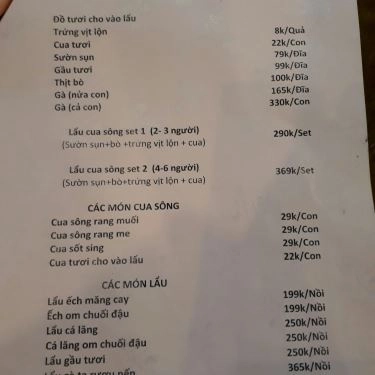 Đồ tươi cho vào lẩu
Trứng vịt lộn 8k/Quả
Cua tươi 22k/Con
Sườn sụn 79k/Đĩa
Gầu tươi 99k/Đĩa
Thịt bò 100k/Đĩa
Gà (nửa con) 165k/Đĩa
Gà (cả con) 330k/Con
Lẩu cua sông set 1 (2- 3 người) 290k/Set
(Sườn sụn+bò +trứng vịt lộn + cua)
Lẩu cua sông set 2 (4-6 người) 369k/Set
(Sườn sụn+bò+trứng vịt lộn + cua)
CÁC MÓN CUA SÔNG
Cua sông rang muối 29k/Con
Cua sông rang me 29k/Con
Cua sốt sing 29k/Con
Cua tươi cho vào lẩu 22k/Con
CÁC MÓN LẨU
Lẩu ếch măng cay 199k/Nồi
Ếch om chuối đậu 199k/Nồi
Lẩu cá lăng 250k/Nồi
Cá lăng om chuối đậu 250k/Nồi
Lẩu gầu tươi 250k/Nồi
365k/Nồi